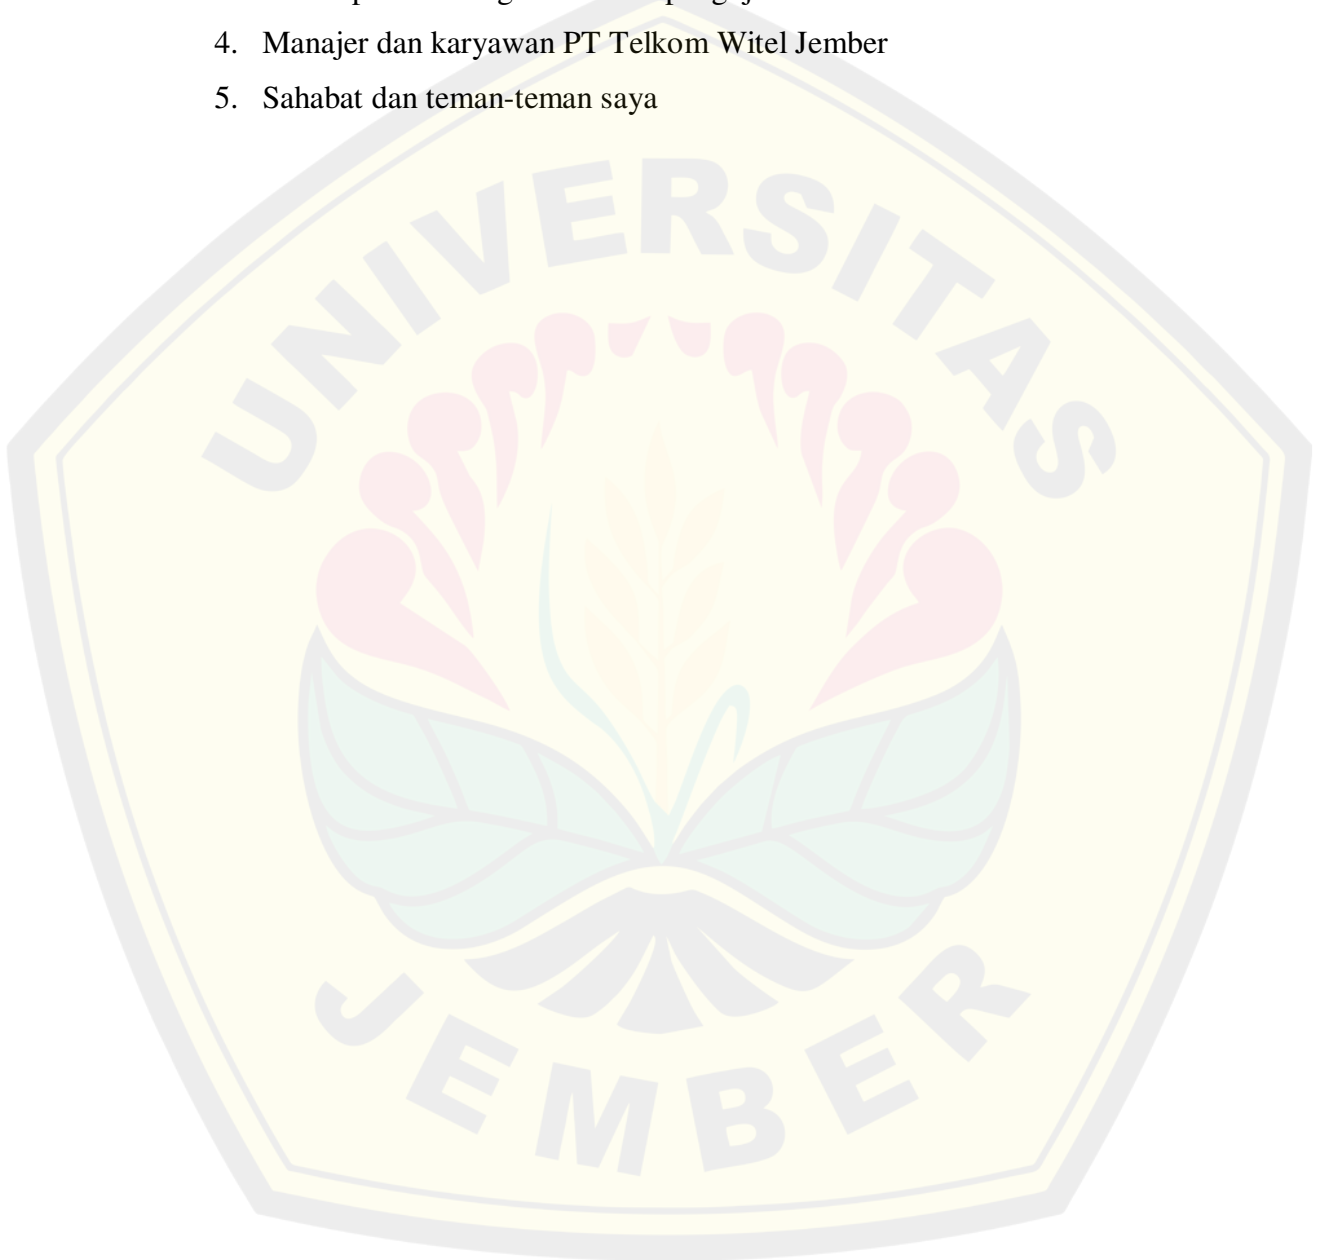 4. Manajer dan karyawan PT Telkom Witel Jember
5. Sahabat dan teman-teman saya
UNIVERSITAS
JEMBER